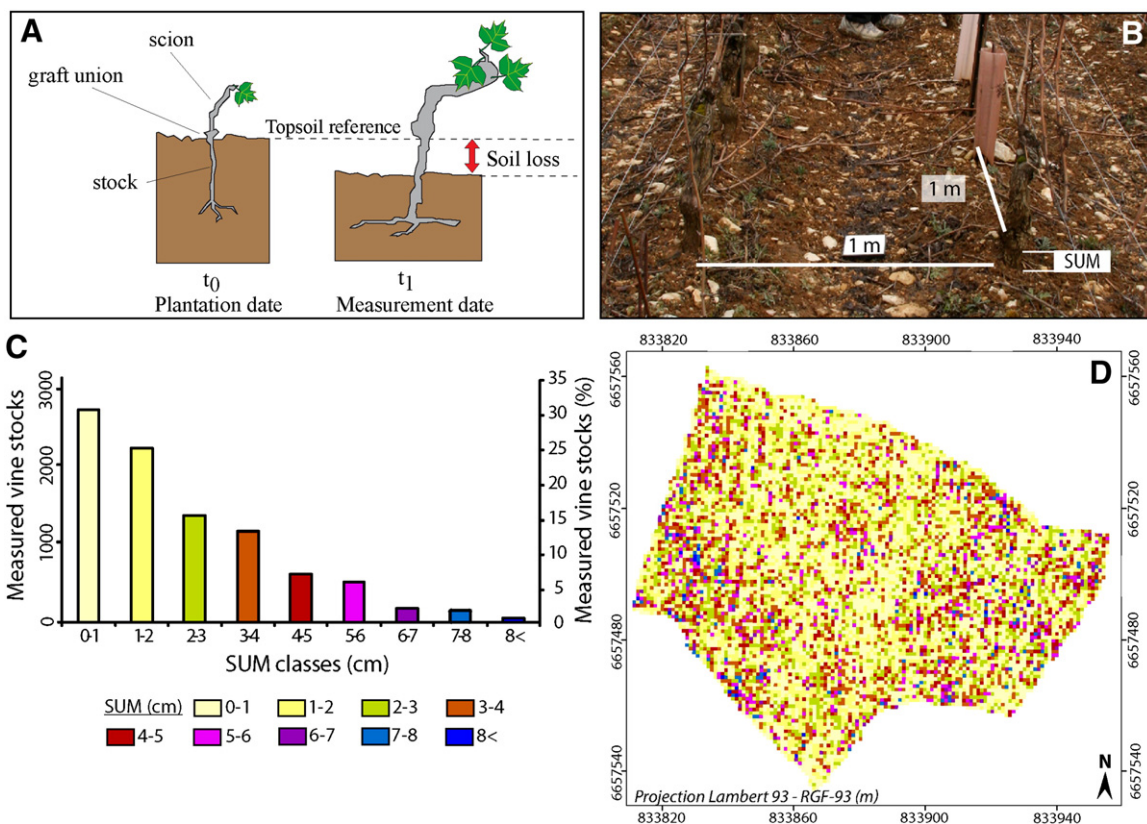 A
scion
graft union
Topsoil reference
Soil loss
stock
t0
Plantation date
t1
Measurement date
B
1 m
1 m
SUM
C
Measured vine stocks
3000
2000
1000
0
35
30
25
20
15
10
5
0
Measured vine stocks (%)
0-1 1-2 2-3 3-4 4-5 5-6 6-7 7-8 8<
SUM classes (cm)
SUM (cm) 0-1 1-2 2-3 3-4
4-5 5-6 6-7 7-8 8<
D
833820 833860 833900 833940
6657560
6657520
6657480
6657540
6657560
6657520
6657480
6657540
N
Projection Lambert 93 - RGF-93 (m)
833820 833860 833900 833940